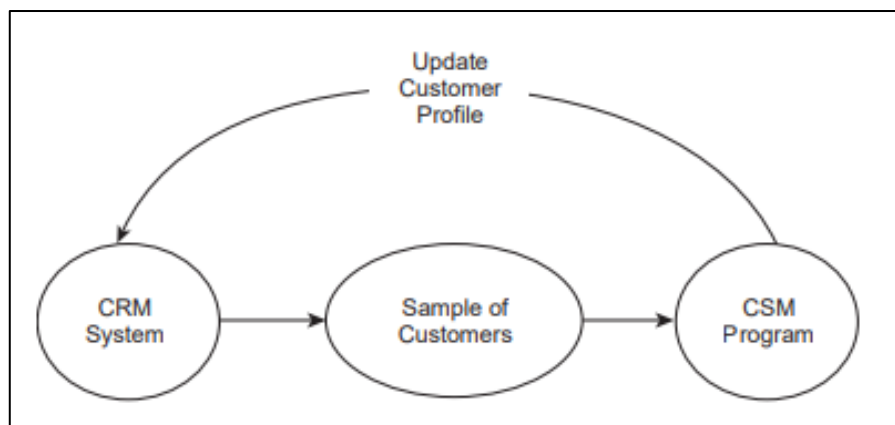 Update
Customer
Profile
CRM
System
Sample of
Customers
CSM
Program